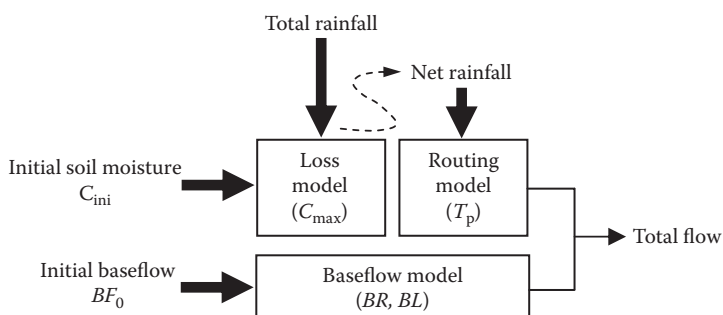 Total rainfall
Net rainfall
Initial soil moisture
C_ini
Loss
model
(C_max)
Routing
model
(T_p)
Total flow
Initial baseflow
BF_0
Baseflow model
(BR, BL)